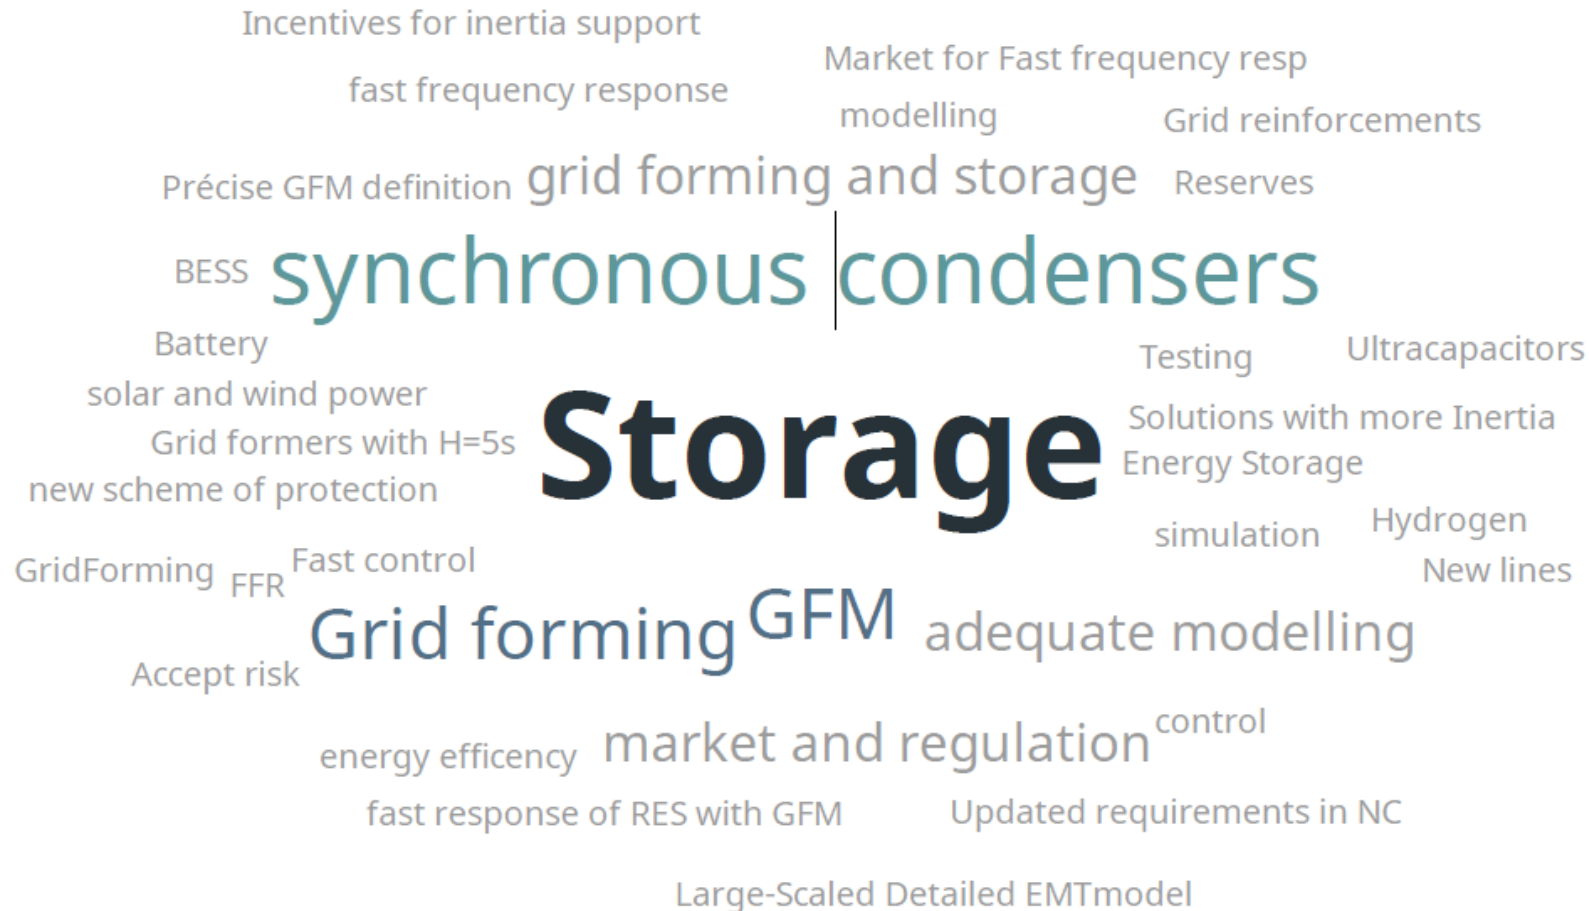 Incentives for inertia support
Market for Fast frequency resp
fast frequency response
modelling
Grid reinforcements
Précise GFM definition
grid forming and storage
Reserves
BESS
synchronous condensers
Battery
Testing
Ultracapacitors
solar and wind power
Storage
Solutions with more Inertia
Grid formers with H=5s
Energy Storage
new scheme of protection
simulation
Hydrogen
GridForming
FFR
Fast control
New lines
Grid forming
GFM
adequate modelling
Accept risk
energy efficency
market and regulation
control
fast response of RES with GFM
Updated requirements in NC
Large-Scaled Detailed EMTmodel